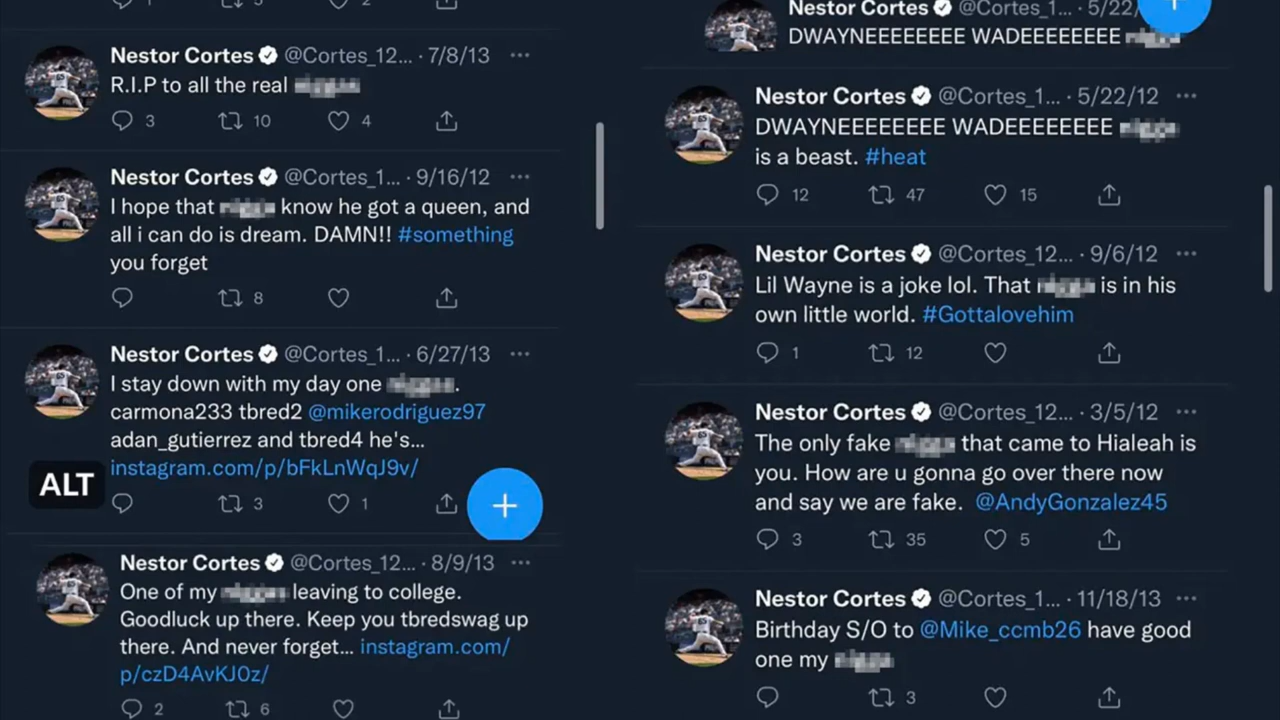 Nestor Cortes @Cortes_12... · 7/8/13
R.I.P to all the real
3 10 4
Nestor Cortes @Cortes_1... · 9/16/12
I hope that know he got a queen, and
all i can do is dream. DAMN!! #something
you forget
8
Nestor Cortes @Cortes_1... · 6/27/13
I stay down with my day one .
carmona233 tbred2 @mikerodriguez97
adan_gutierrez and tbred4 he's...
instagram.com/p/bFkLnWqJ9v/
ALT
3 1
Nestor Cortes @Cortes_12... · 8/9/13
One of my leaving to college.
Goodluck up there. Keep you tbredswag up
there. And never forget... instagram.com/
p/czD4AvKJ0z/
2 6
Nestor Cortes @Cortes_1... · 5/22/
DWAYNEEEEEEEE WADEEEEEEEE
Nestor Cortes @Cortes_1... · 5/22/12
DWAYNEEEEEEEE WADEEEEEEEE
is a beast. #heat
12 47 15
Nestor Cortes @Cortes_12... · 9/6/12
Lil Wayne is a joke lol. That is in his
own little world. #Gottalovehim
1 12
Nestor Cortes @Cortes_12... · 3/5/12
The only fake that came to Hialeah is
you. How are u gonna go over there now
and say we are fake. @AndyGonzalez45
3 35 5
Nestor Cortes @Cortes_1... · 11/18/13
Birthday S/O to @Mike_ccmb26 have good
one my
3